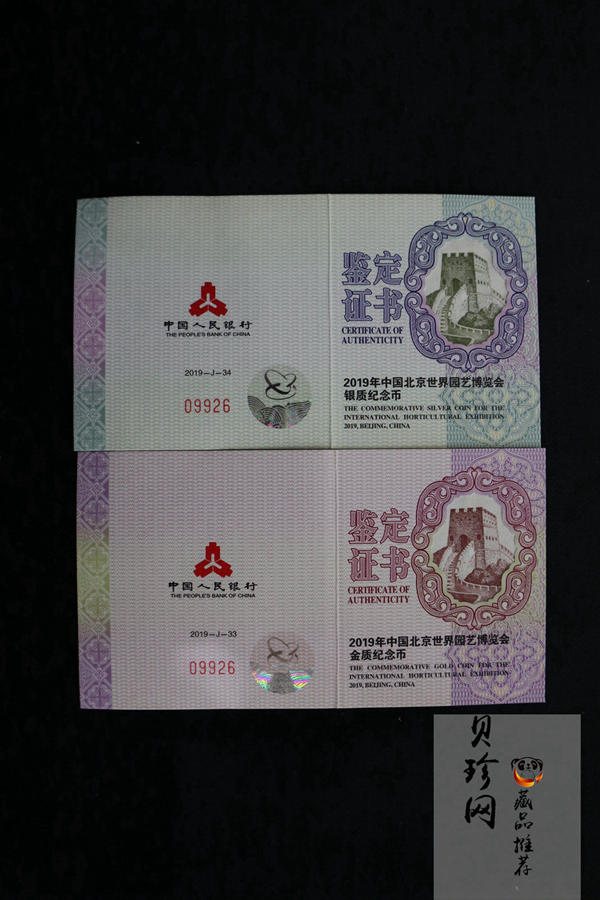 鉴定
证书
CERTIFICATE OF
AUTHENTICITY
中国人民银行
THE PEOPLE'S BANK OF CHINA
2019-J-34
09926
2019年中国北京世界园艺博览会
银质纪念币
THE COMMEMORATIVE SILVER COIN FOR THE
INTERNATIONAL HORTICULTURAL EXHIBITION
2019, BEIJING, CHINA
鉴定
证书
CERTIFICATE OF
AUTHENTICITY
中国人民银行
THE PEOPLE'S BANK OF CHINA
2019-J-33
09926
2019年中国北京世界园艺博览会
金质纪念币
THE COMMEMORATIVE GOLD COIN FOR THE
INTERNATIONAL HORTICULTURAL EXHIBITION
2019, BEIJING, CHINA
贝珍网
藏品推荐